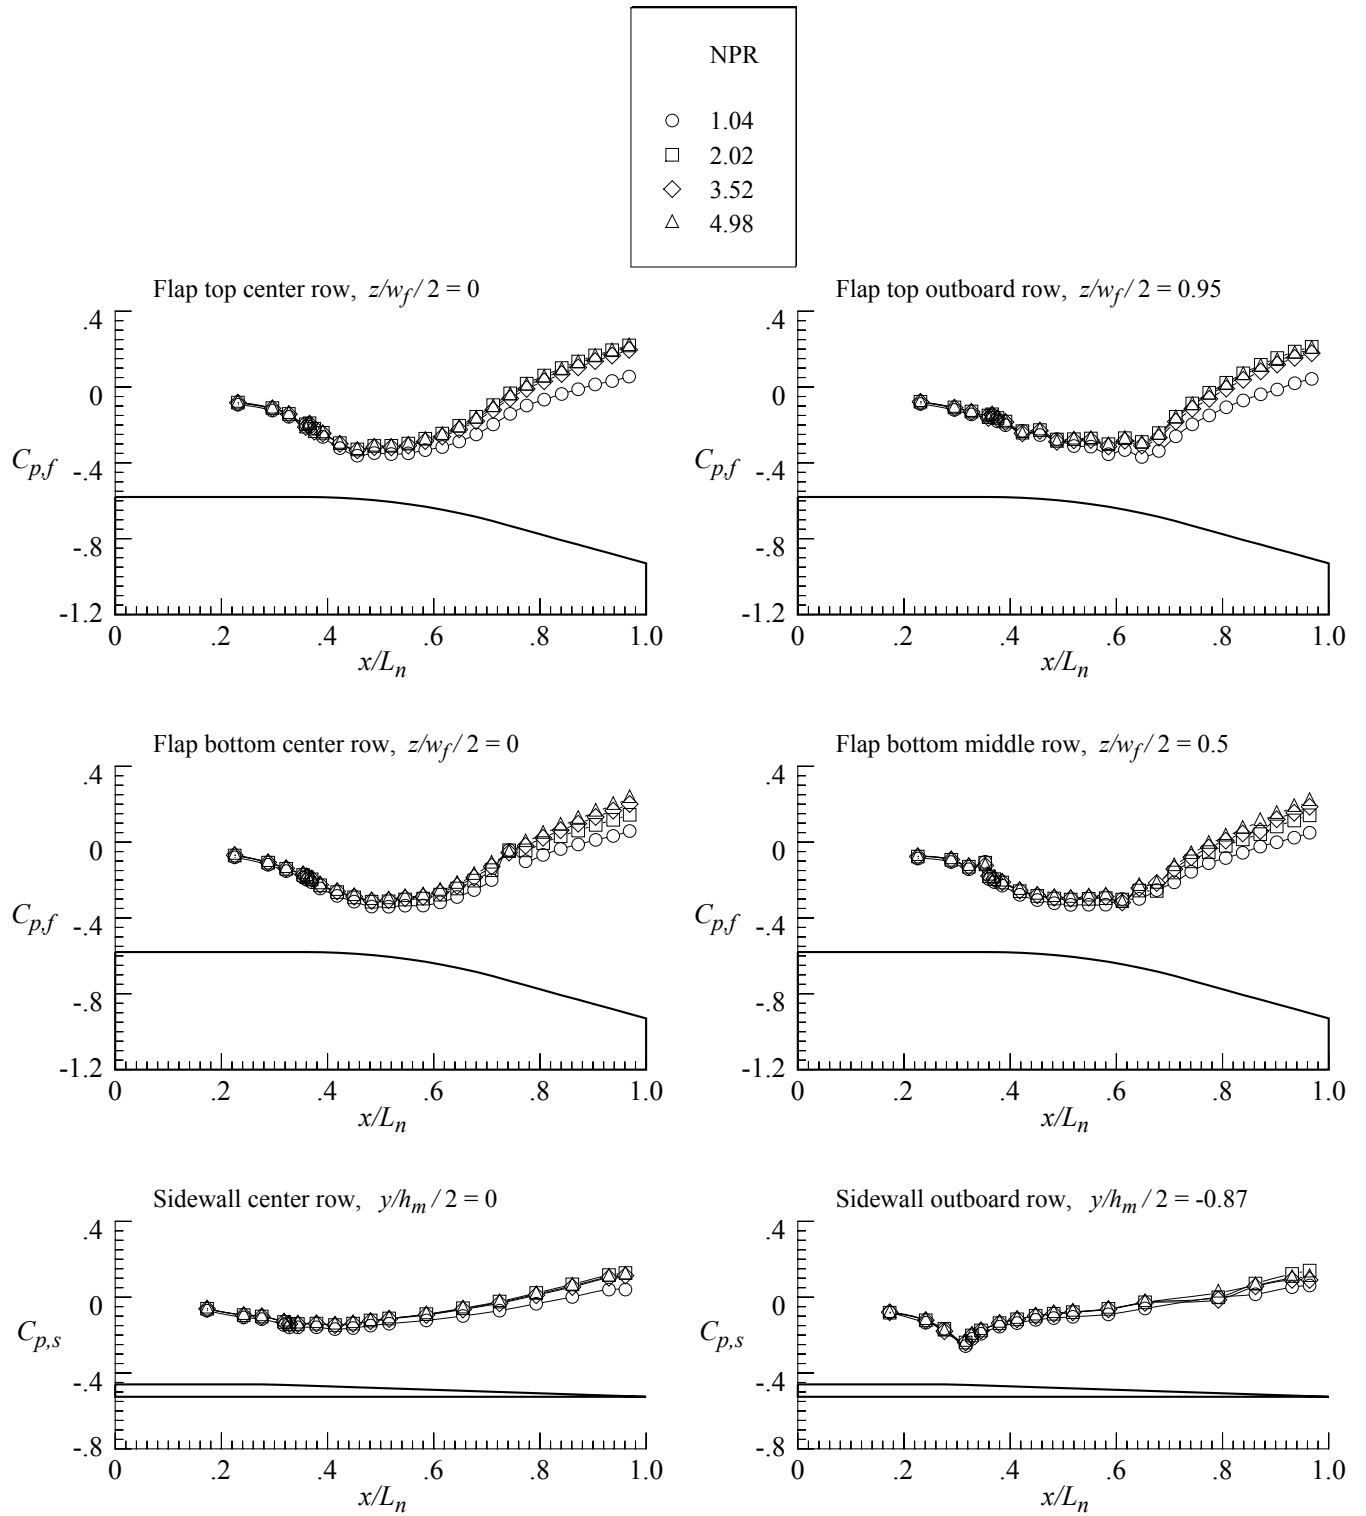 NPR
1.04
2.02
3.52
4.98
Flap top center row, z/w_f / 2 = 0
.4
0
-.4
-.8
-1.2
C_{p,f}
0 .2 .4 .6 .8 1.0
x/L_n
Flap top outboard row, z/w_f / 2 = 0.95
.4
0
-.4
-.8
-1.2
C_{p,f}
0 .2 .4 .6 .8 1.0
x/L_n
Flap bottom center row, z/w_f / 2 = 0
.4
0
-.4
-.8
-1.2
C_{p,f}
0 .2 .4 .6 .8 1.0
x/L_n
Flap bottom middle row, z/w_f / 2 = 0.5
.4
0
-.4
-.8
-1.2
C_{p,f}
0 .2 .4 .6 .8 1.0
x/L_n
Sidewall center row, y/h_m / 2 = 0
.4
0
-.4
-.8
C_{p,s}
0 .2 .4 .6 .8 1.0
x/L_n
Sidewall outboard row, y/h_m / 2 = -0.87
.4
0
-.4
-.8
C_{p,s}
0 .2 .4 .6 .8 1.0
x/L_n